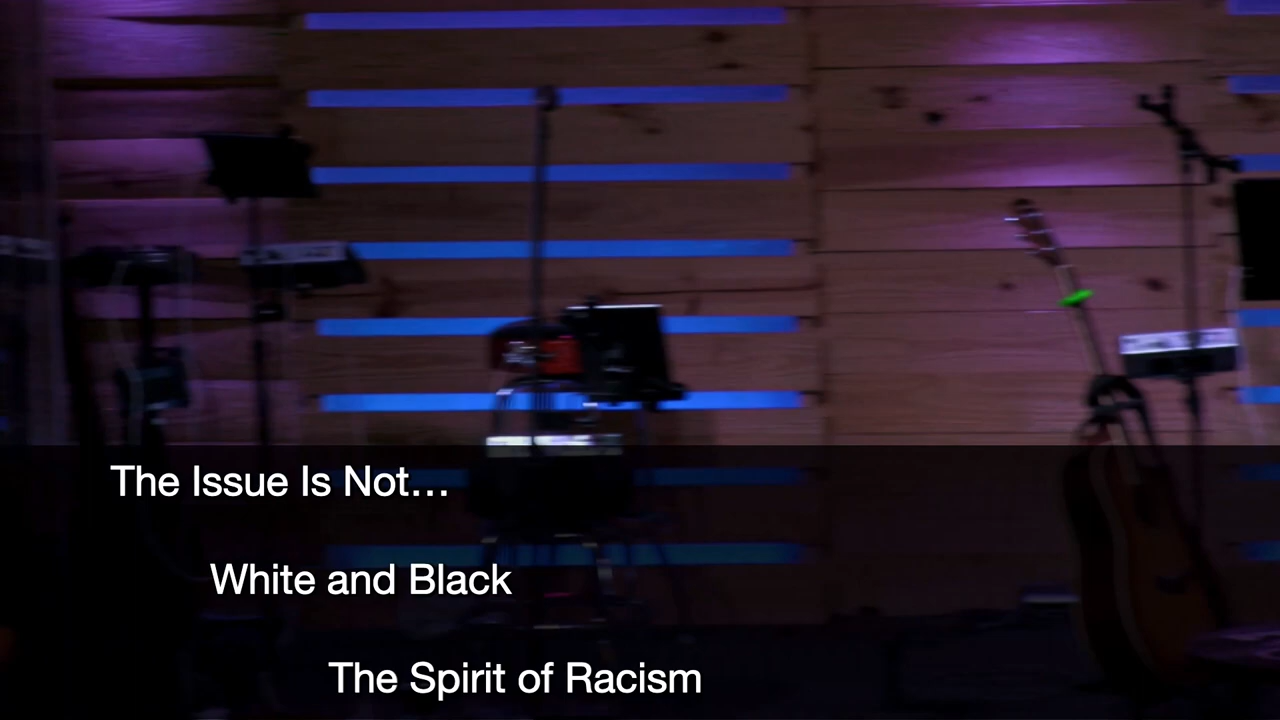 The Issue Is Not…
White and Black
The Spirit of Racism